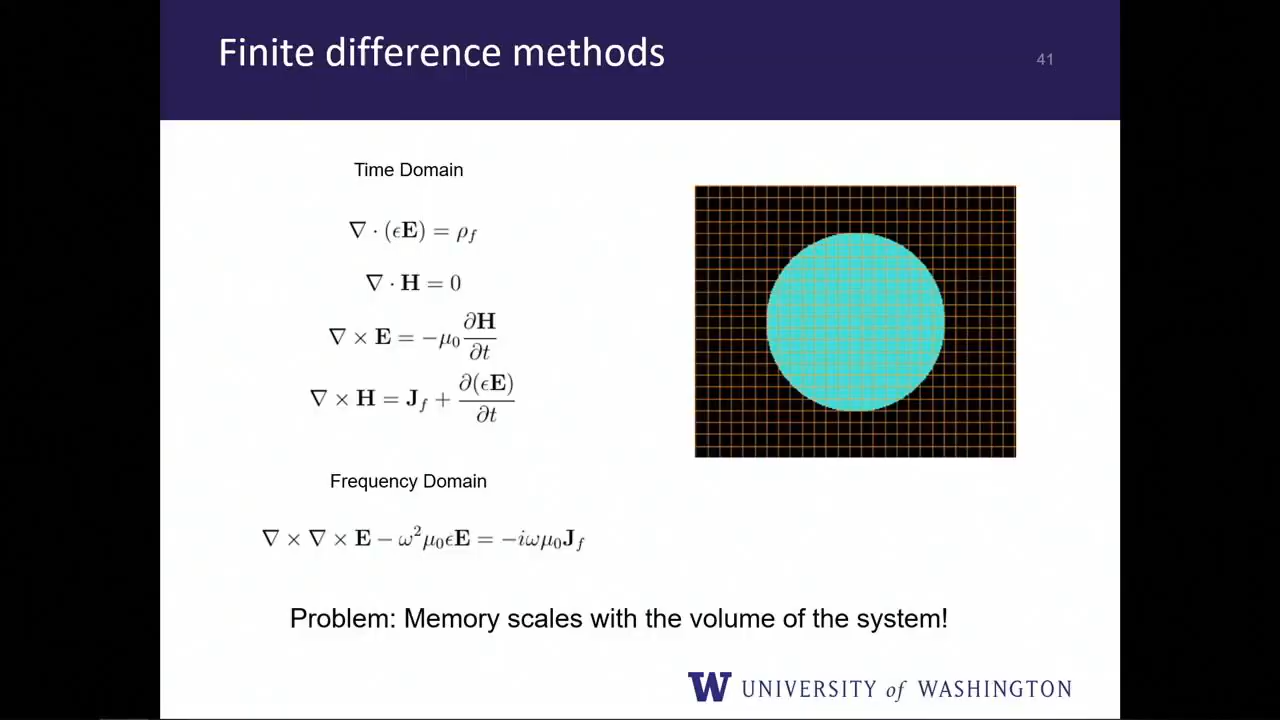 Finite difference methods
41
Time Domain
∇ · (ϵE) = ρ_f
∇ · H = 0
∇ × E = −μ₀ ∂H/∂t
∇ × H = J_f + ∂(ϵE)/∂t
Frequency Domain
∇ × ∇ × E − ω²μ₀ϵE = −iωμ₀J_f
Problem: Memory scales with the volume of the system!
W UNIVERSITY of WASHINGTON